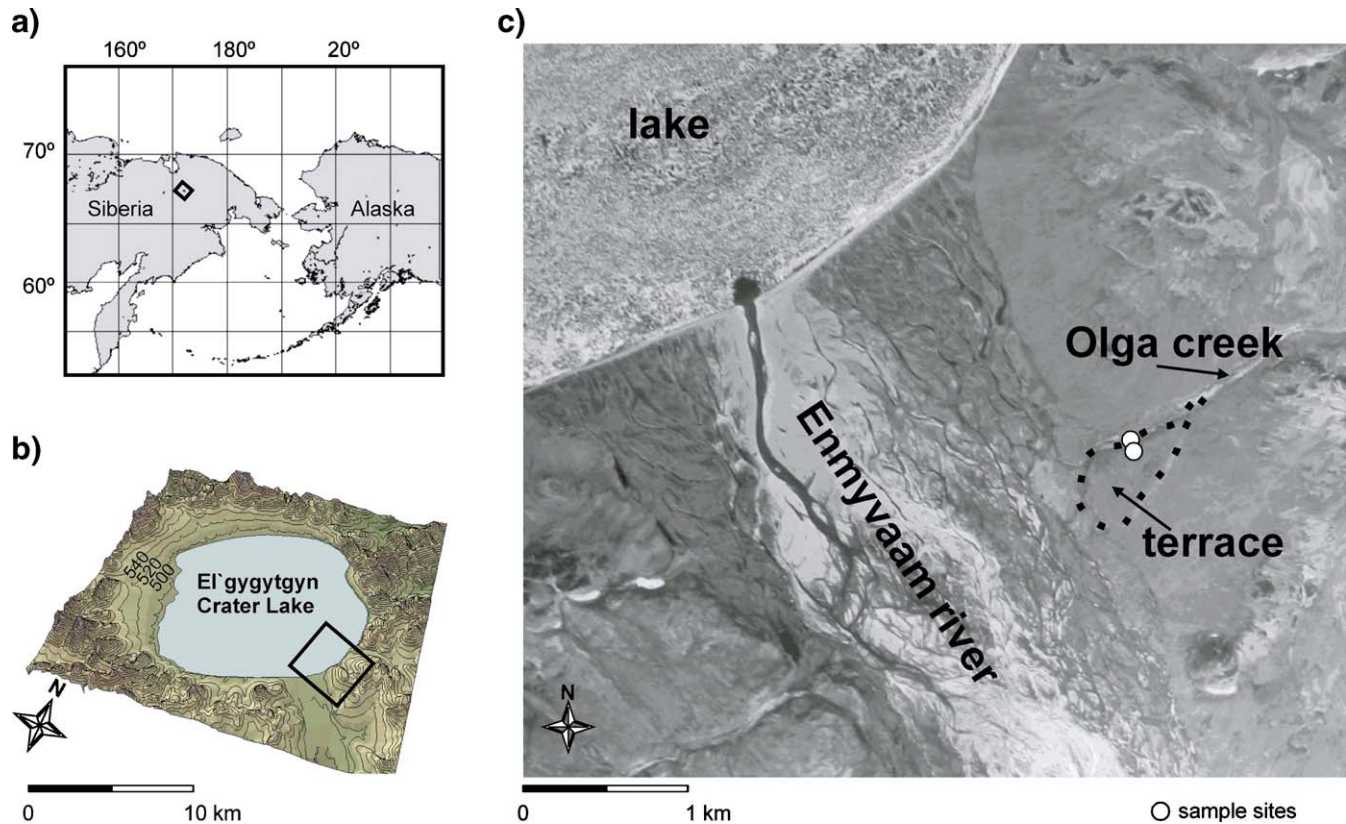 a)
160º 180º 20º
70º
Siberia
Alaska
60º
b)
540
520
500
El`gygytgyn
Crater Lake
N
0 10 km
c)
lake
Olga creek
Enmyvaam river
terrace
N
0 1 km
sample sites